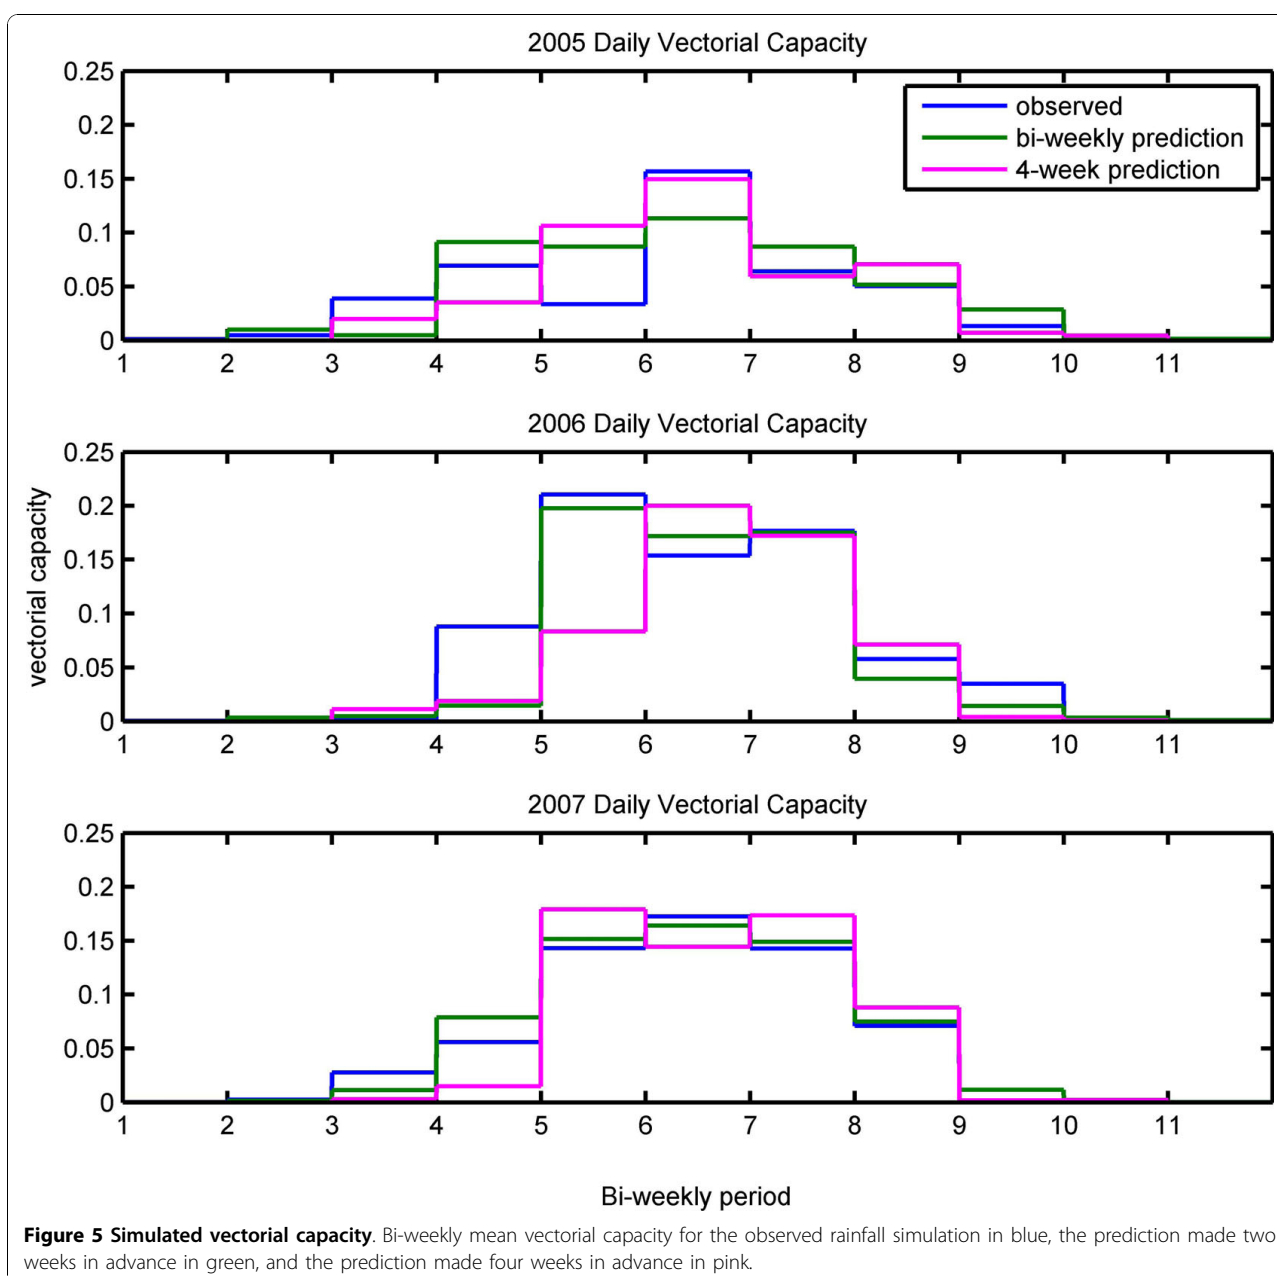 2005 Daily Vectorial Capacity
0.25
0.2
0.15
0.1
0.05
0
1 2 3 4 5 6 7 8 9 10 11
observed
bi-weekly prediction
4-week prediction
2006 Daily Vectorial Capacity
vectorial capacity
0.25
0.2
0.15
0.1
0.05
0
1 2 3 4 5 6 7 8 9 10 11
2007 Daily Vectorial Capacity
0.25
0.2
0.15
0.1
0.05
0
1 2 3 4 5 6 7 8 9 10 11
Bi-weekly period
Figure 5 Simulated vectorial capacity. Bi-weekly mean vectorial capacity for the observed rainfall simulation in blue, the prediction made two
weeks in advance in green, and the prediction made four weeks in advance in pink.